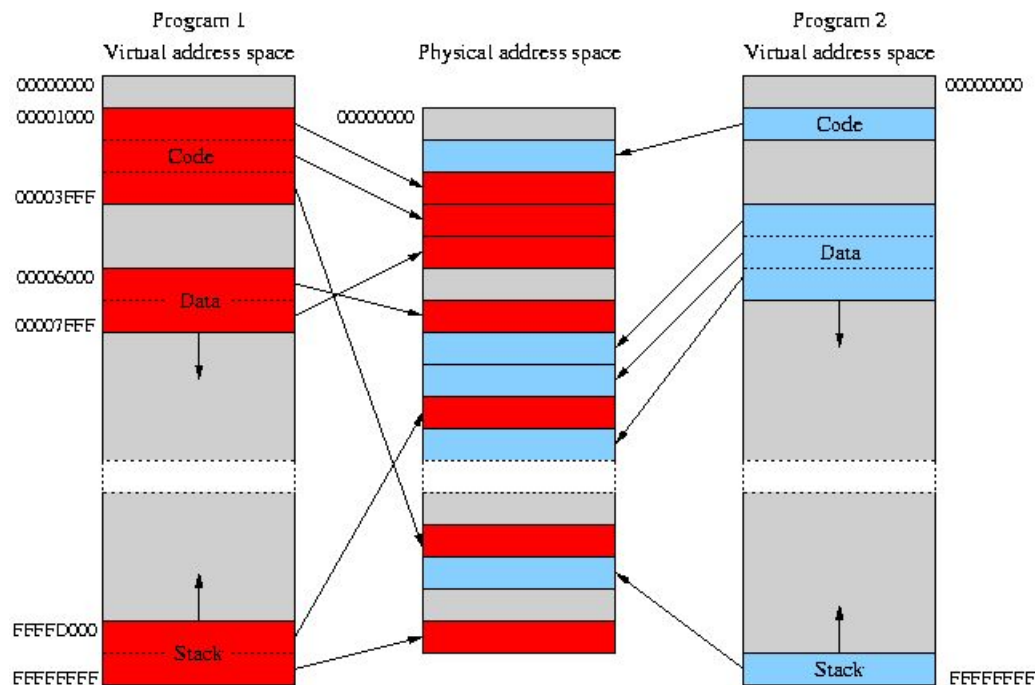 Program 1
Virtual address space
Physical address space
Program 2
Virtual address space
00000000
00001000
Code
00003FFF
00006000
Data
00007FFF
FFFFD000
Stack
FFFFFFFF
00000000
00000000
Code
Data
Stack
FFFFFFFF